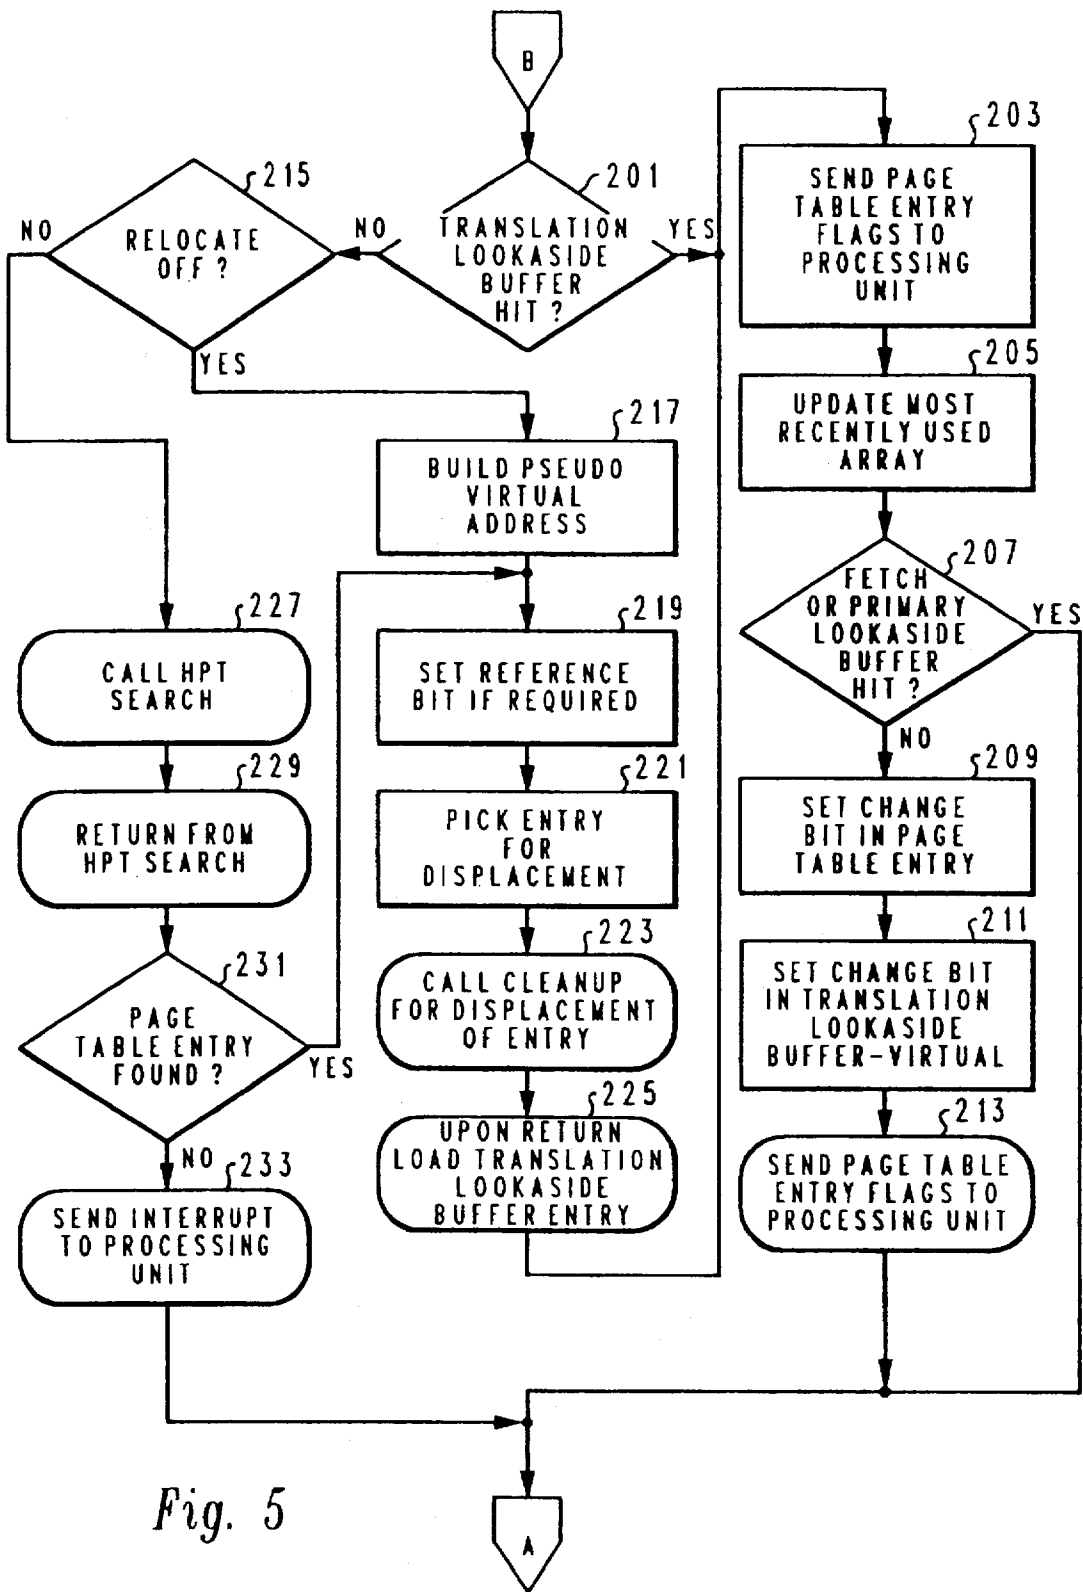 B
201
TRANSLATION
LOOKASIDE
BUFFER
HIT ?
NO
YES
215
RELOCATE
OFF ?
NO
YES
203
SEND PAGE
TABLE ENTRY
FLAGS TO
PROCESSING
UNIT
205
UPDATE MOST
RECENTLY USED
ARRAY
207
FETCH
OR PRIMARY
LOOKASIDE
BUFFER
HIT ?
YES
NO
209
SET CHANGE
BIT IN PAGE
TABLE ENTRY
211
SET CHANGE BIT
IN TRANSLATION
LOOKASIDE
BUFFER-VIRTUAL
213
SEND PAGE TABLE
ENTRY FLAGS TO
PROCESSING UNIT
217
BUILD PSEUDO
VIRTUAL
ADDRESS
219
SET REFERENCE
BIT IF REQUIRED
221
PICK ENTRY
FOR
DISPLACEMENT
223
CALL CLEANUP
FOR DISPLACEMENT
OF ENTRY
225
UPON RETURN
LOAD TRANSLATION
LOOKASIDE
BUFFER ENTRY
227
CALL HPT
SEARCH
229
RETURN FROM
HPT SEARCH
231
PAGE
TABLE ENTRY
FOUND ?
YES
NO
233
SEND INTERRUPT
TO PROCESSING
UNIT
A
Fig. 5